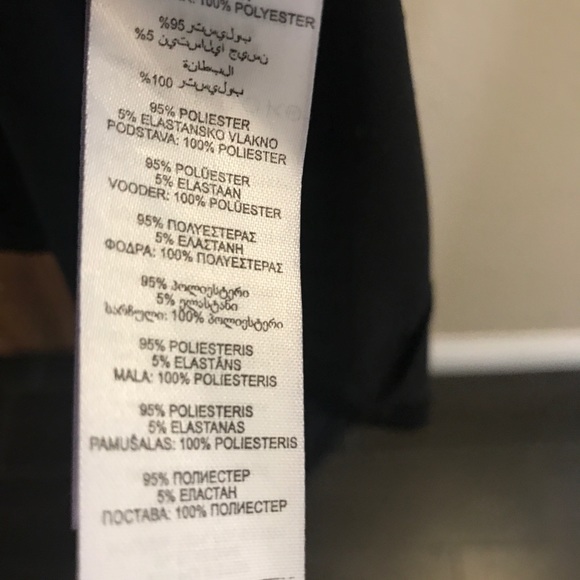 100% POLYESTER
%95 بوليستر
%5 نسيج إيلاستين
البطانة
%100 بوليستر
95% POLIESTER
5% ELASTANSKO VLAKNO
PODSTAVA: 100% POLIESTER
95% POLÜESTER
5% ELASTAAN
VOODER: 100% POLÜESTER
95% ΠΟΛΥΕΣΤΕΡΑΣ
5% ΕΛΑΣΤΑΝΗ
ΦΟΔΡΑ: 100% ΠΟΛΥΕΣΤΕΡΑΣ
95% პოლიესტერი
5% ელასტანი
სარჩული: 100% პოლიესტერი
95% POLIESTERIS
5% ELASTĀNS
MALA: 100% POLIESTERIS
95% POLIESTERIS
5% ELASTANAS
PAMUŠALAS: 100% POLIESTERIS
95% ПОЛИЕСТЕР
5% ЕЛАСТАН
ПОСТАВА: 100% ПОЛИЕСТЕР